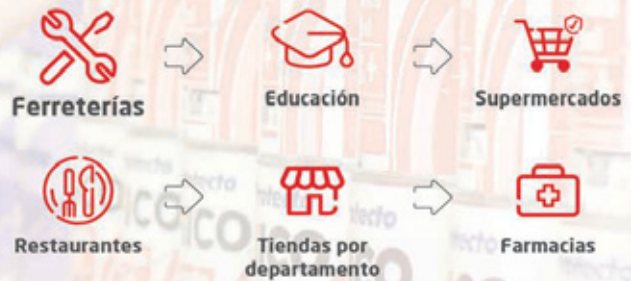 Ferreterías
Educación
Supermercados
Restaurantes
Tiendas por
departamento
Farmacias